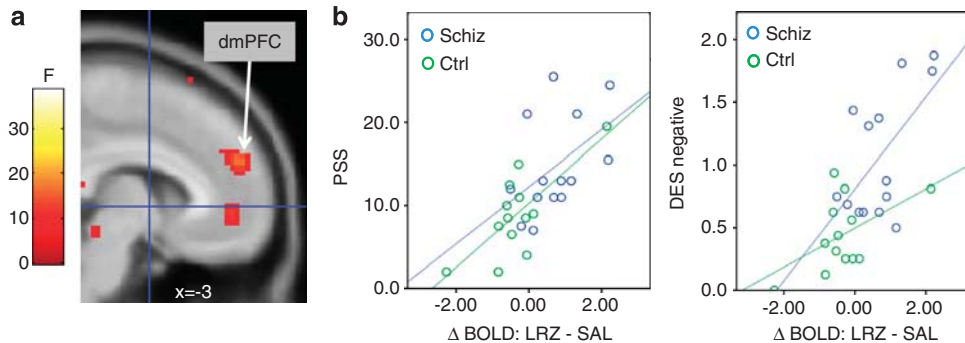 a
dmPFC
F
30
20
10
0
x=-3
b
Schiz
Ctrl
30.0
20.0
10.0
0.0
PSS
-2.00
0.00
2.00
Δ BOLD: LRZ - SAL
Schiz
Ctrl
2.0
1.5
1.0
0.5
0.0
DES negative
-2.00
0.00
2.00
Δ BOLD: LRZ - SAL